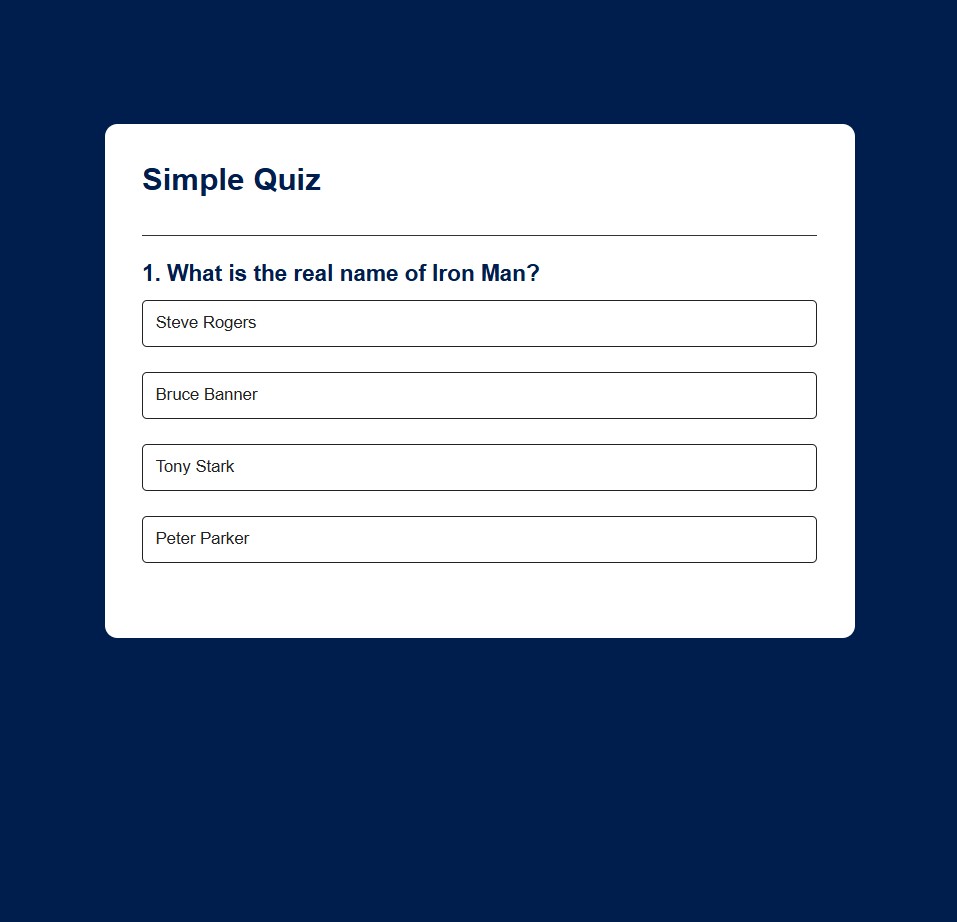 Simple Quiz
1. What is the real name of Iron Man?
Steve Rogers
Bruce Banner
Tony Stark
Peter Parker